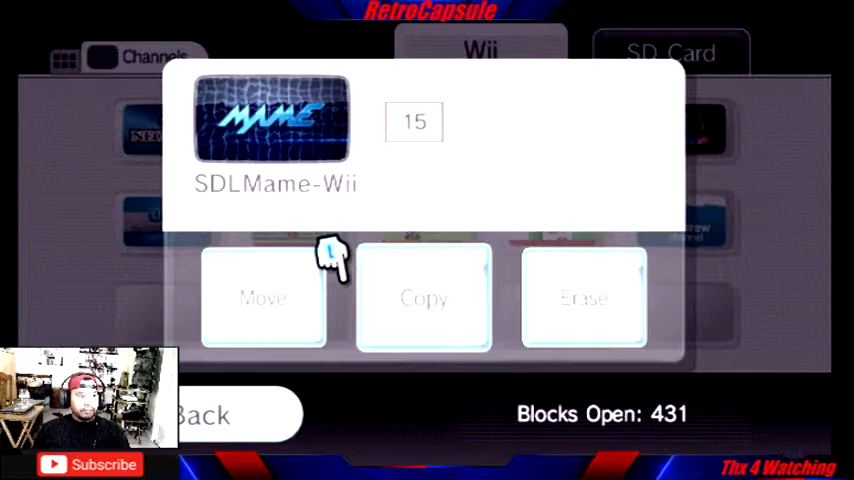 RetroCapsule
Channels
Wii
SD Card
MAME
15
SDLMame-Wii
Move
Copy
Erase
Back
Blocks Open: 431
Subscribe
Thx 4 Watching